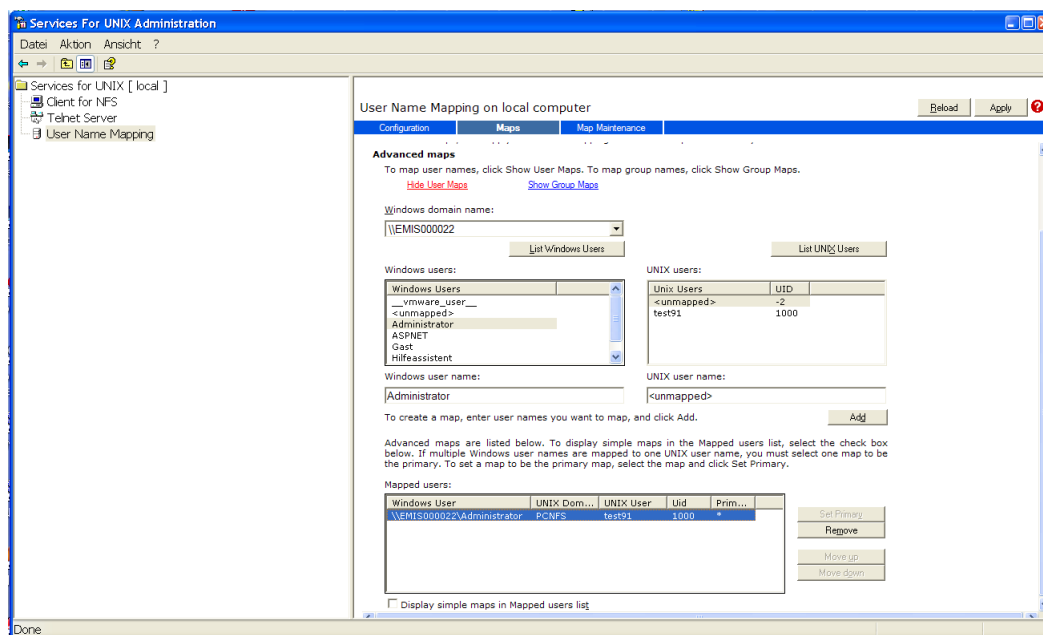 Services For UNIX Administration
Datei Aktion Ansicht ?
Services for UNIX [ local ]
Client for NFS
Telnet Server
User Name Mapping
User Name Mapping on local computer
Reload Apply
Configuration Maps Map Maintenance
Advanced maps
To map user names, click Show User Maps. To map group names, click Show Group Maps.
Hide User Maps Show Group Maps
Windows domain name:
\\EMIS000022
List Windows Users List UNIX Users
Windows users: UNIX users:
Windows Users Unix Users UID
__vmware_user__ <unmapped> -2
<unmapped> test91 1000
Administrator
ASPNET
Gast
Hilfeassistent
Windows user name: UNIX user name:
Administrator <unmapped>
To create a map, enter user names you want to map, and click Add. Add
Advanced maps are listed below. To display simple maps in the Mapped users list, select the check box
below. If multiple Windows user names are mapped to one UNIX user name, you must select one map to be
the primary. To set a map to be the primary map, select the map and click Set Primary.
Mapped users:
Windows User UNIX Dom... UNIX User Uid Prim...
\\EMIS000022\Administrator PCNFS test91 1000 *
Set Primary
Remove
Move up
Move down
Display simple maps in Mapped users list
Done